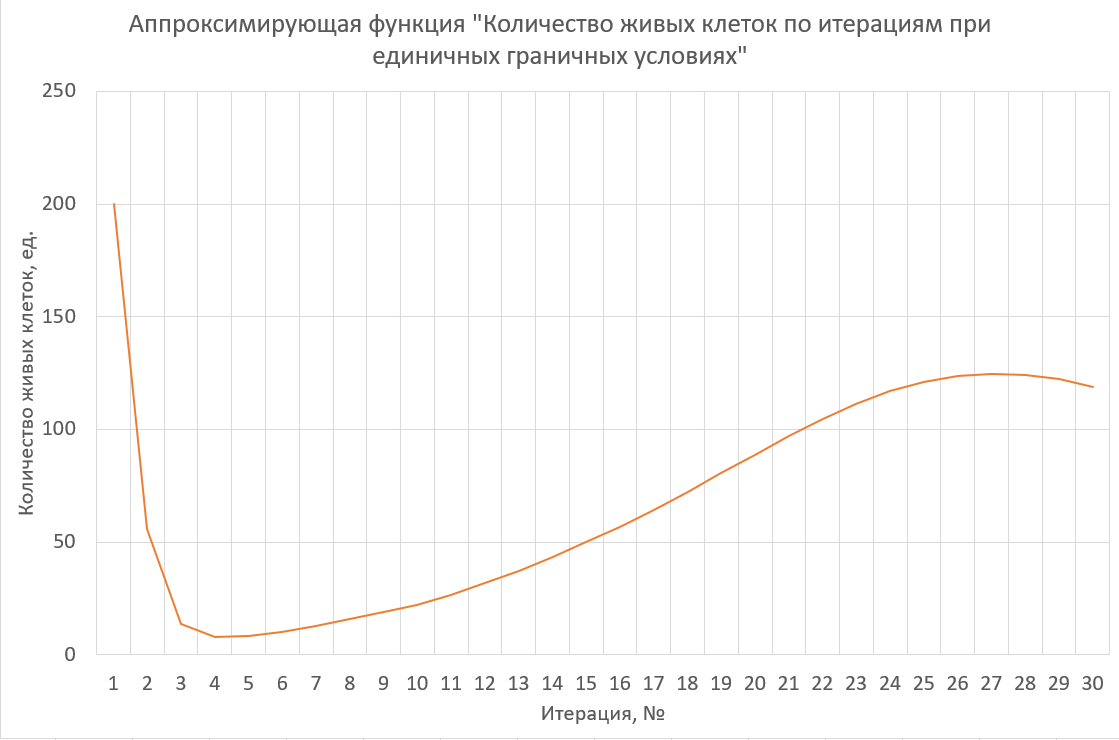 Аппроксимирующая функция "Количество живых клеток по итерациям при
единичных граничных условиях"
250
200
150
100
50
0
Количество живых клеток, ед.
1 2 3 4 5 6 7 8 9 10 11 12 13 14 15 16 17 18 19 20 21 22 23 24 25 26 27 28 29 30
Итерация, №